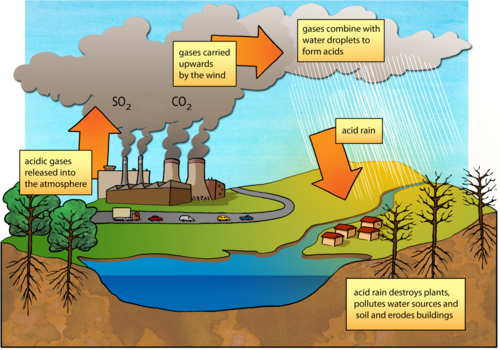 gases combine with
water droplets to
form acids
gases carried
upwards
by the wind
SO₂ CO₂
acid rain
acidic gases
released into
the atmosphere
acid rain destroys plants,
pollutes water sources and
soil and erodes buildings